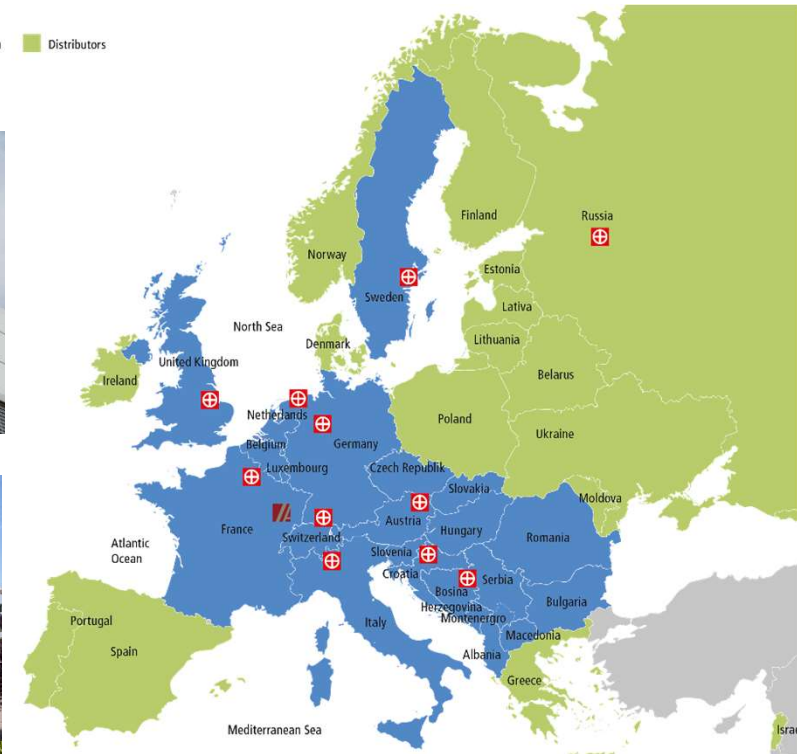 Distributors
Finland
Russia
Norway
Estonia
Sweden
Lativa
North Sea
Denmark
Lithuania
United Kingdom
Belarus
Ireland
Netherlands
Poland
Ukraine
Belgium
Germany
Luxembourg
Czech Republik
Slovakia
Moldova
France
Austria
Atlantic
Ocean
Switzerland
Hungary
Romania
Slovenia
Croatia
Serbia
Bosina
Herzegovina
Bulgaria
Portugal
Montenergro
Italy
Macedonia
Spain
Albania
Greece
Mediterranean Sea